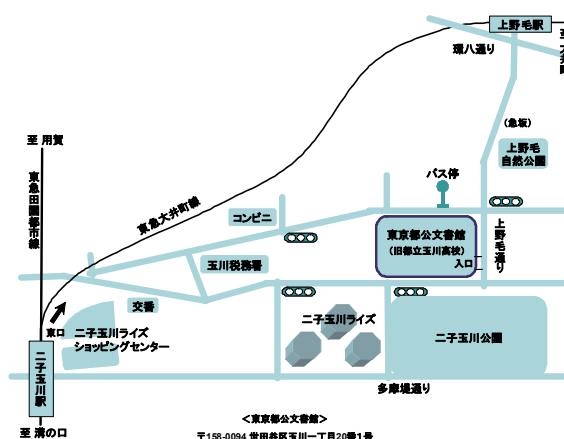 上野毛駅
環八通り
至 大井町
(急坂)
至 用賀
上野毛
自然公園
東急田園都市線
バス停
東急大井町線
コンビニ
東京都公文書館
(旧都立玉川高校)
入口
上野毛通り
玉川税務署
交番
二子玉川ライズ
東口
二子玉川ライズ
ショッピングセンター
二子玉川公園
二子玉川駅
多摩堤通り
至 溝の口
＜東京都公文書館＞
〒158-0094 世田谷区玉川一丁目20番1号